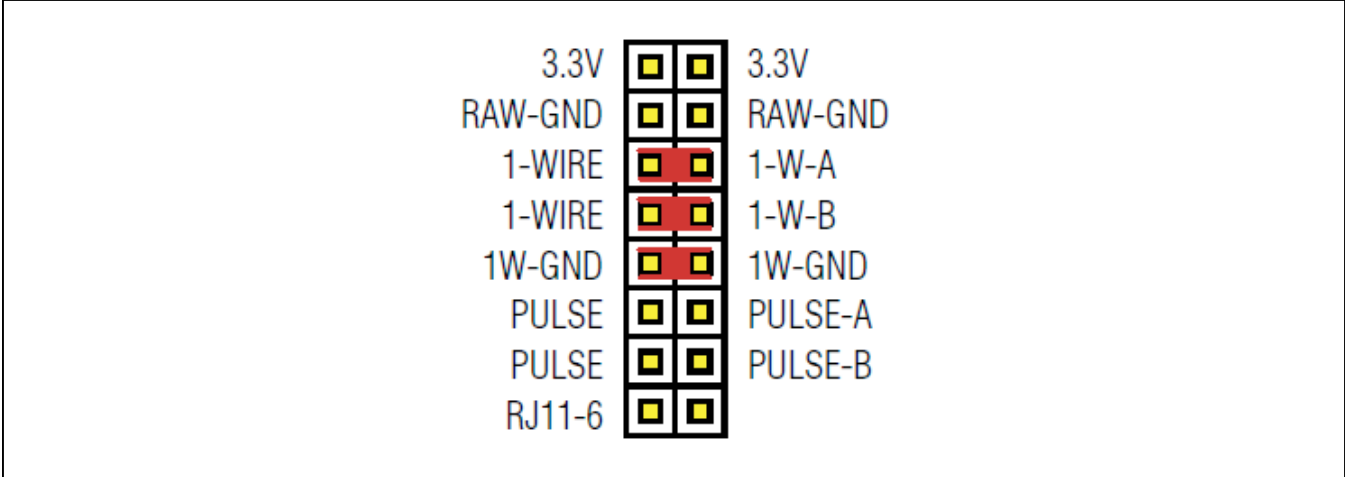 3.3V 3.3V
RAW-GND RAW-GND
1-WIRE 1-W-A
1-WIRE 1-W-B
1W-GND 1W-GND
PULSE PULSE-A
PULSE PULSE-B
RJ11-6